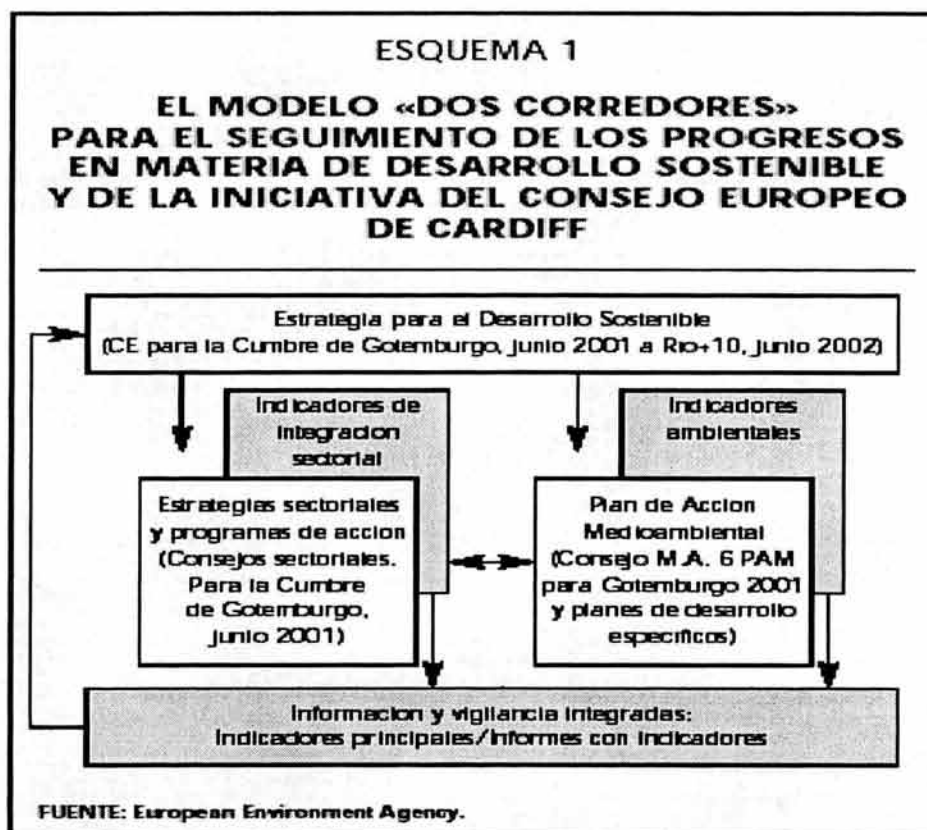 ESQUEMA 1
EL MODELO «DOS CORREDORES»
PARA EL SEGUIMIENTO DE LOS PROGRESOS
EN MATERIA DE DESARROLLO SOSTENIBLE
Y DE LA INICIATIVA DEL CONSEJO EUROPEO
DE CARDIFF
Estrategia para el Desarrollo Sostenible
(CE para la Cumbre de Gotemburgo, junio 2001 a Rio+10, junio 2002)
Indicadores de
integracion
sectorial
Estrategias sectoriales
y programas de accion
(Consejos sectoriales.
Para la Cumbre
de Gotemburgo,
junio 2001)
Indicadores
ambientales
Plan de Accion
Medioambiental
(Consejo M.A. 6 PAM
para Gotemburgo 2001
y planes de desarrollo
especificos)
Informacion y vigilancia integradas:
Indicadores principales/Informes con indicadores
FUENTE: European Environment Agency.